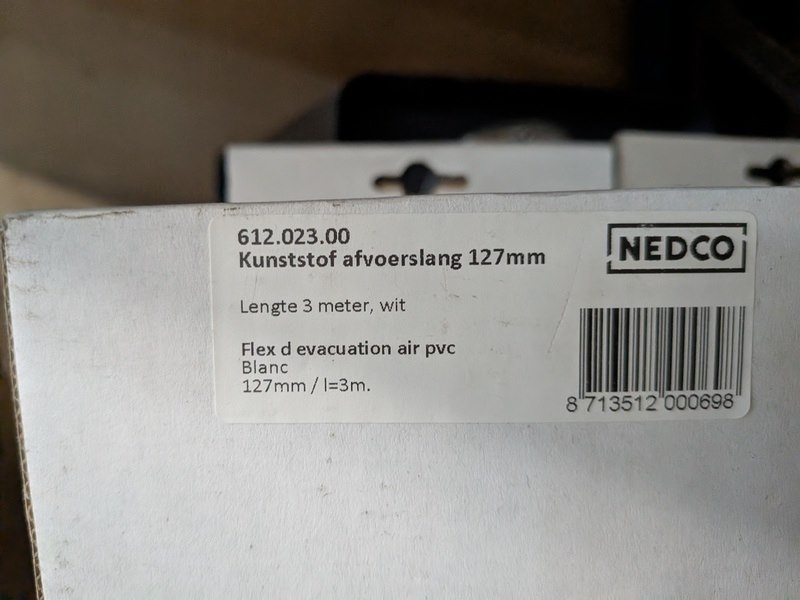 612.023.00
Kunststof afvoerslang 127mm
NEDCO
Lengte 3 meter, wit
Flex d evacuation air pvc
Blanc
127mm / l=3m.
8 713512 000698